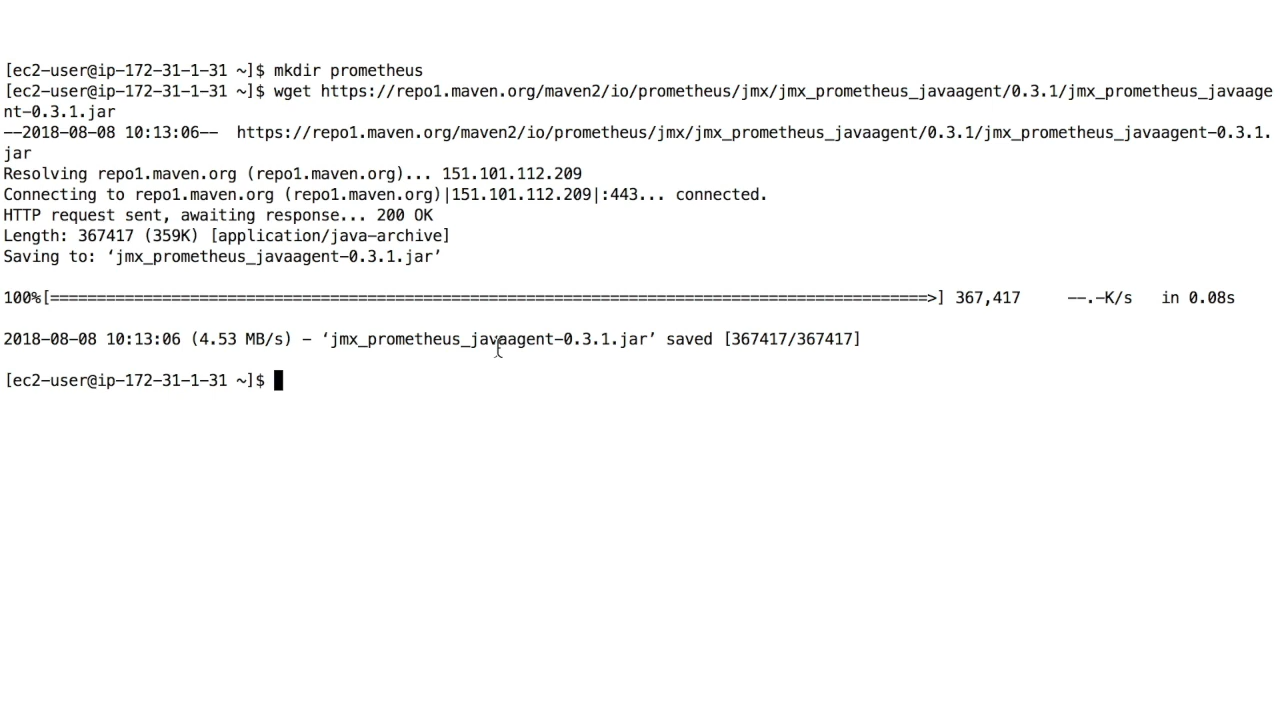 [ec2-user@ip-172-31-1-31 ~]$ mkdir prometheus
[ec2-user@ip-172-31-1-31 ~]$ wget https://repo1.maven.org/maven2/io/prometheus/jmx/jmx_prometheus_javaagent/0.3.1/jmx_prometheus_javaage
nt-0.3.1.jar
--2018-08-08 10:13:06--  https://repo1.maven.org/maven2/io/prometheus/jmx/jmx_prometheus_javaagent/0.3.1/jmx_prometheus_javaagent-0.3.1.
jar
Resolving repo1.maven.org (repo1.maven.org)... 151.101.112.209
Connecting to repo1.maven.org (repo1.maven.org)|151.101.112.209|:443... connected.
HTTP request sent, awaiting response... 200 OK
Length: 367417 (359K) [application/java-archive]
Saving to: ‘jmx_prometheus_javaagent-0.3.1.jar’
100%[==============================================================================================>] 367,417     --.-K/s   in 0.08s
2018-08-08 10:13:06 (4.53 MB/s) - ‘jmx_prometheus_javaagent-0.3.1.jar’ saved [367417/367417]
[ec2-user@ip-172-31-1-31 ~]$